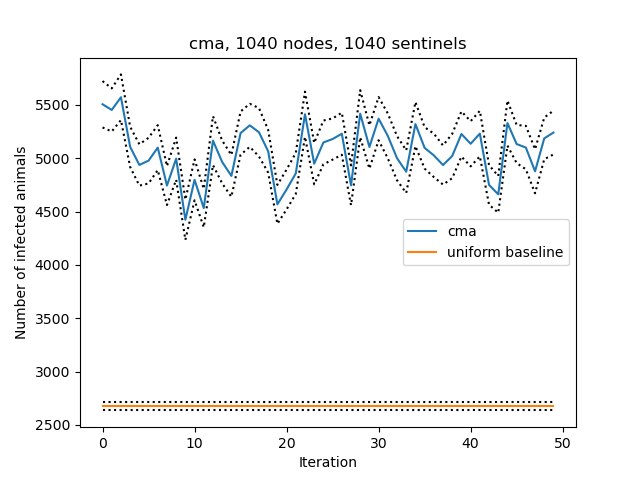 cma, 1040 nodes, 1040 sentinels
Number of infected animals
5500
5000
4500
4000
3500
3000
2500
cma
uniform baseline
0 10 20 30 40 50
Iteration